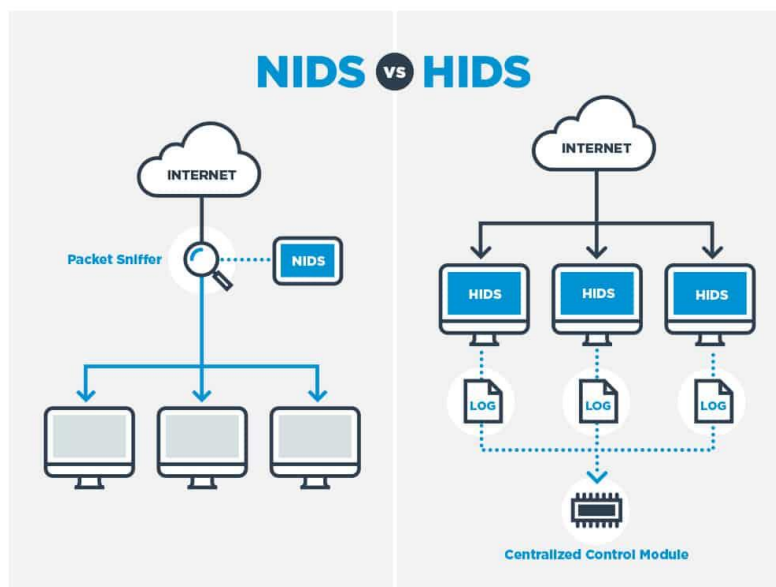 NIDS VS HIDS
INTERNET
Packet Sniffer
NIDS
INTERNET
HIDS HIDS HIDS
LOG LOG LOG
Centralized Control Module